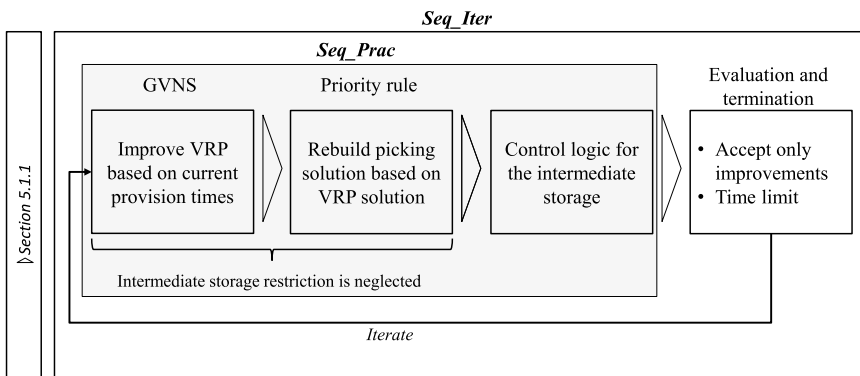 Seq_Iter
Seq_Prac
GVNS
Priority rule
Evaluation and
termination
Improve VRP
based on current
provision times
Rebuild picking
solution based on
VRP solution
Control logic for
the intermediate
storage
• Accept only
improvements
• Time limit
Intermediate storage restriction is neglected
Iterate
Section 5.1.1